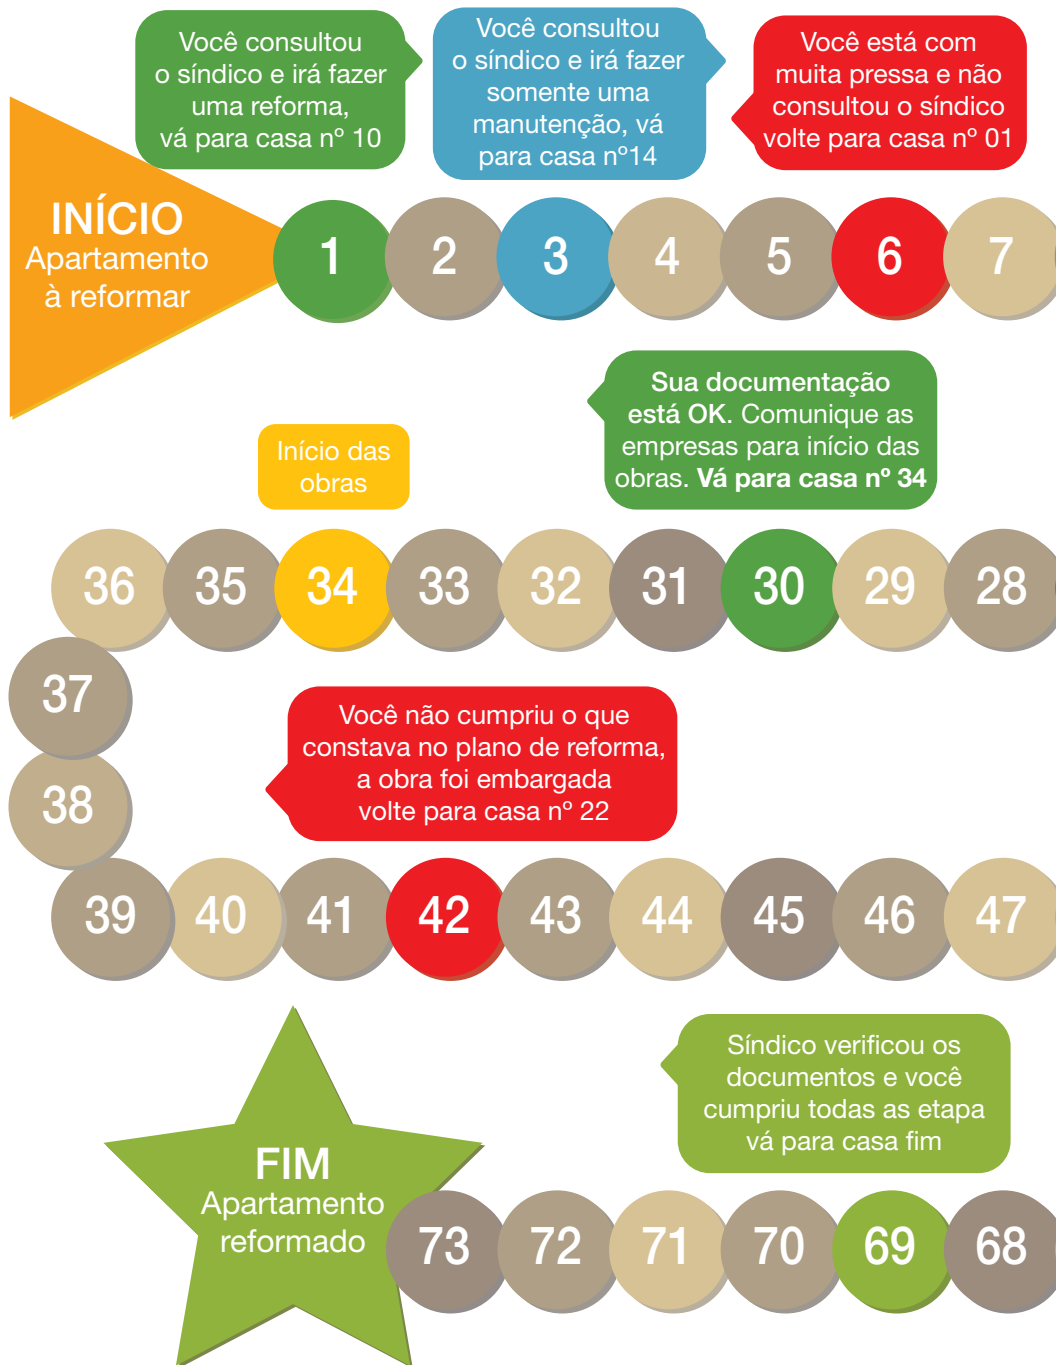 Você consultou
o síndico e irá fazer
uma reforma,
vá para casa nº 10
Você consultou
o síndico e irá fazer
somente uma
manutenção, vá
para casa nº14
Você está com
muita pressa e não
consultou o síndico
volte para casa nº 01
INÍCIO
Apartamento
à reformar
1 2 3 4 5 6 7
Sua documentação
está OK. Comunique as
empresas para início das
obras. Vá para casa nº 34
Início das
obras
36 35 34 33 32 31 30 29 28
37
38
Você não cumpriu o que
constava no plano de reforma,
a obra foi embargada
volte para casa nº 22
39 40 41 42 43 44 45 46 47
Síndico verificou os
documentos e você
cumpriu todas as etapa
vá para casa fim
FIM
Apartamento
reformado
73 72 71 70 69 68